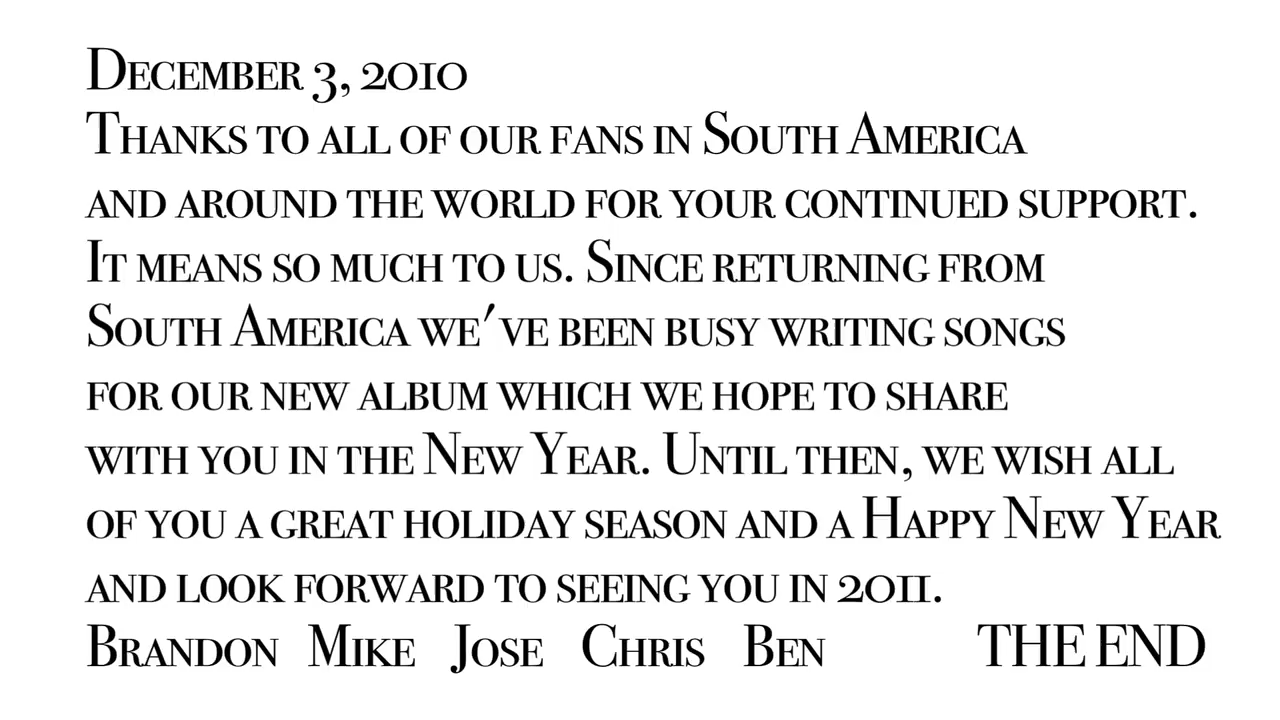 December 3, 2010
Thanks to all of our fans in South America
and around the world for your continued support.
It means so much to us. Since returning from
South America we've been busy writing songs
for our new album which we hope to share
with you in the New Year. Until then, we wish all
of you a great holiday season and a Happy New Year
and look forward to seeing you in 2011.
Brandon Mike Jose Chris Ben THE END